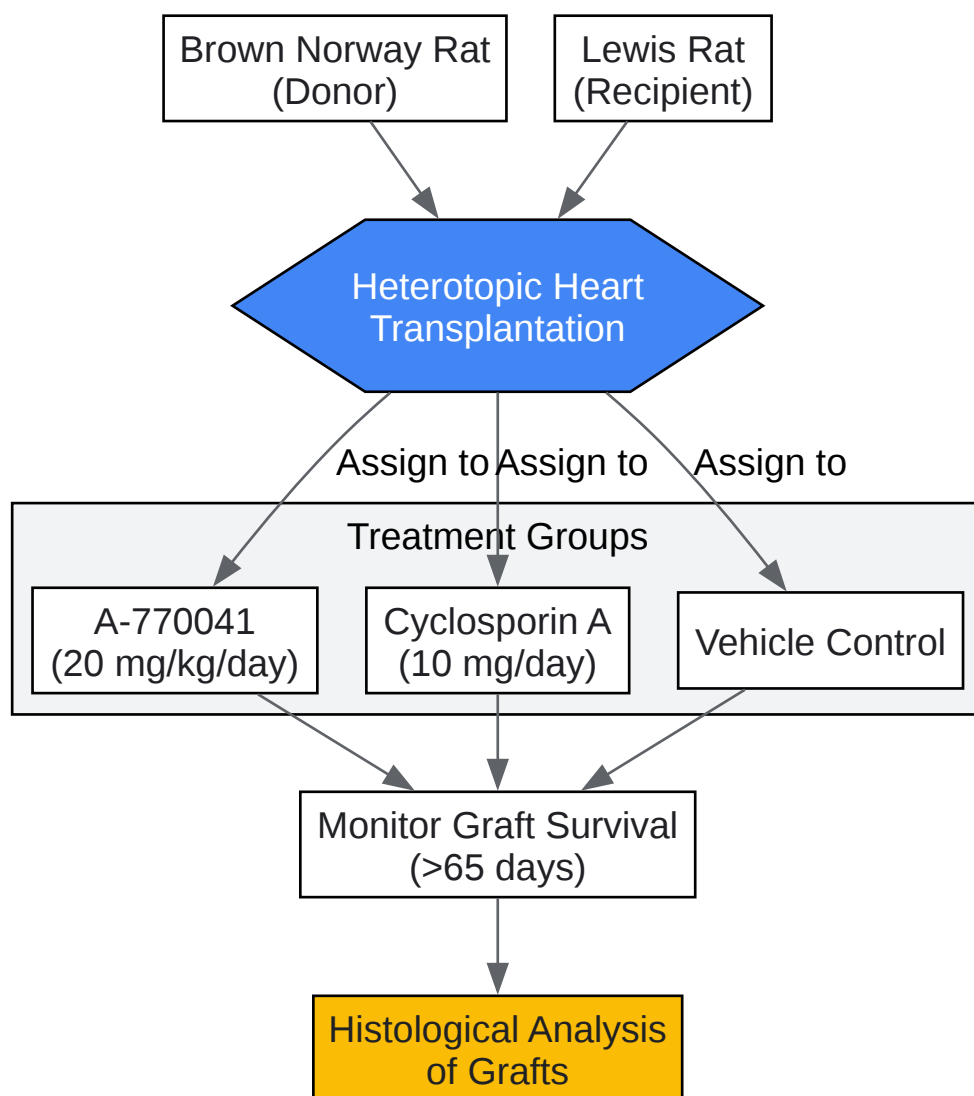 Brown Norway Rat
(Donor)
Lewis Rat
(Recipient)
Heterotopic Heart
Transplantation
Assign to
Assign to
Assign to
Treatment Groups
A-770041
(20 mg/kg/day)
Cyclosporin A
(10 mg/day)
Vehicle Control
Monitor Graft Survival
(>65 days)
Histological Analysis
of Grafts